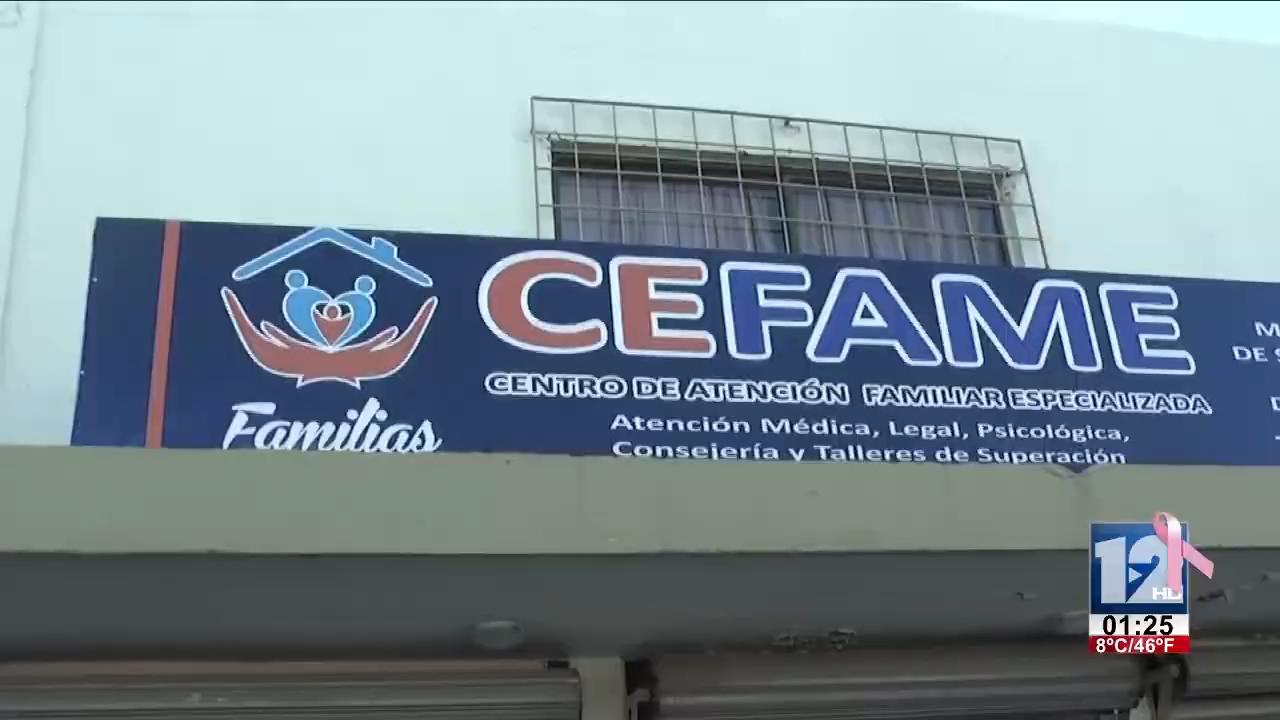 CEFAME
CENTRO DE ATENCIÓN FAMILIAR ESPECIALIZADA
Familias
Atención Médica, Legal, Psicológica,
Consejería y Talleres de Superación
DE
12
HD
01:25
8°C/46°F